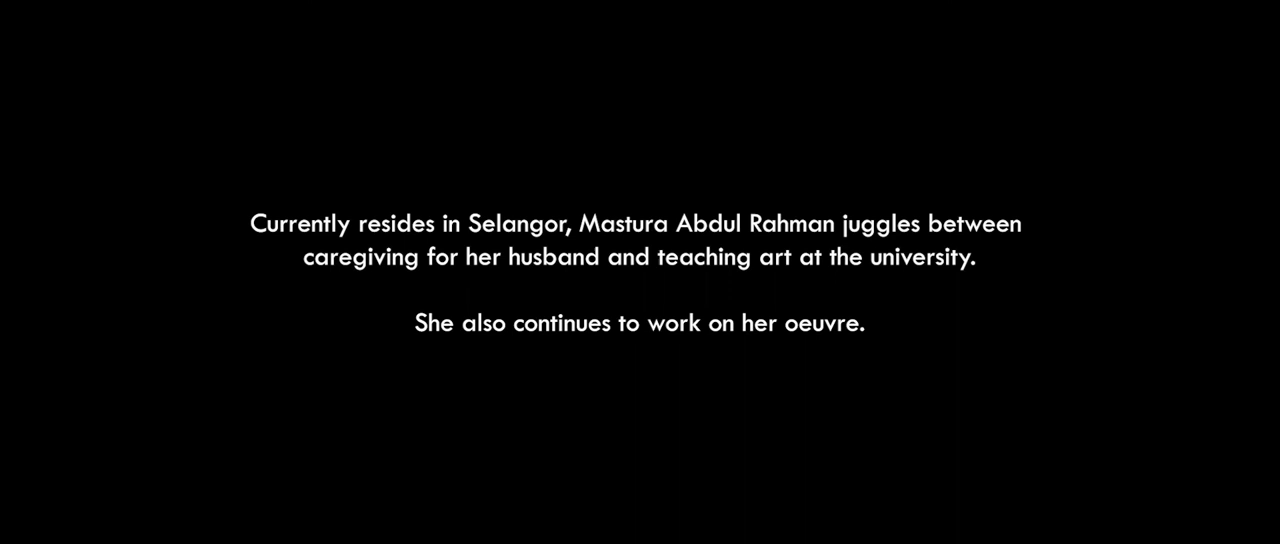 Currently resides in Selangor, Mastura Abdul Rahman juggles between
caregiving for her husband and teaching art at the university.
She also continues to work on her oeuvre.